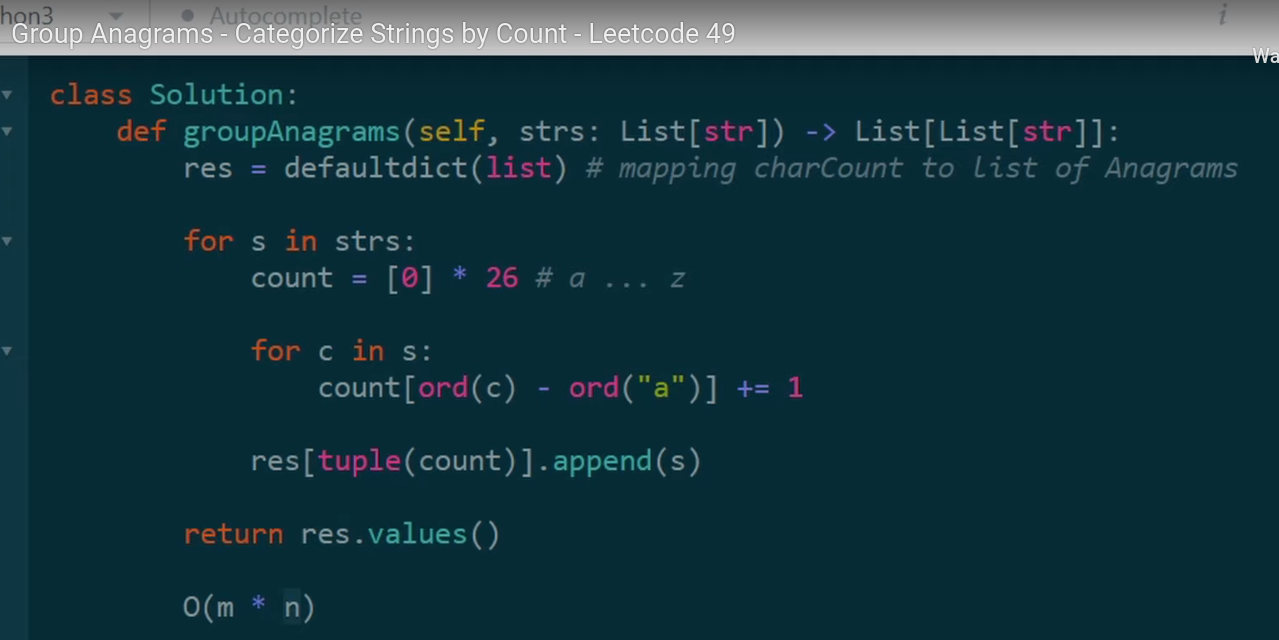 hon3 Autocomplete i
Group Anagrams - Categorize Strings by Count - Leetcode 49
Wa
class Solution:
    def groupAnagrams(self, strs: List[str]) -> List[List[str]]:
        res = defaultdict(list) # mapping charCount to list of Anagrams
        for s in strs:
            count = [0] * 26 # a ... z
            for c in s:
                count[ord(c) - ord("a")] += 1
            res[tuple(count)].append(s)
        return res.values()
        O(m * n)